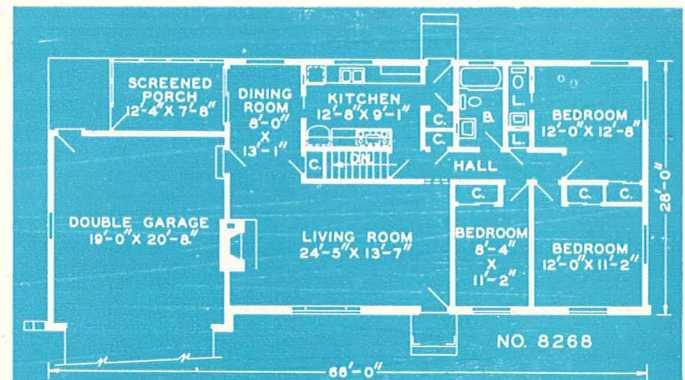 SCREENED
PORCH
12'-4" X 7'-8"
DINING
ROOM
8'-0"
X
13'-1"
KITCHEN
12'-8" X 9'-1"
C.
C.
B.
L.
L.
BEDROOM
12'-0" X 12'-8"
C.
DN.
HALL
C.
C.
C.
28'-0"
DOUBLE GARAGE
19'-0" X 20'-8"
LIVING ROOM
24'-5" X 13'-7"
BEDROOM
8'-4"
X
11'-2"
BEDROOM
12'-0" X 11'-2"
NO. 8268
66'-0"